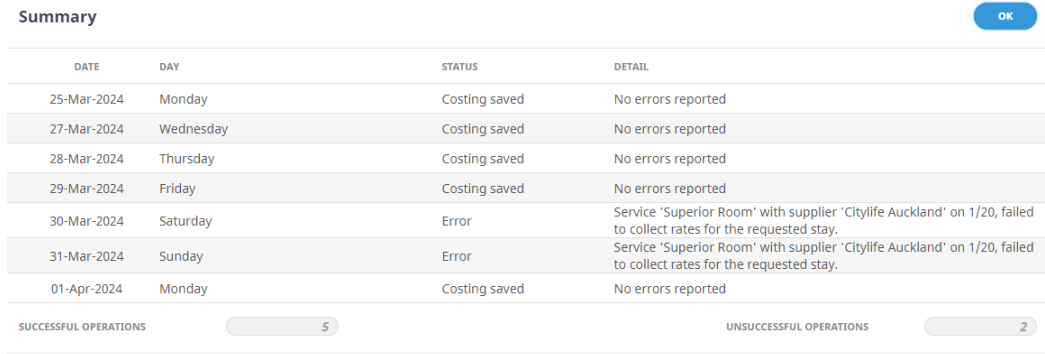 Summary
OK
DATE DAY STATUS DETAIL
25-Mar-2024 Monday Costing saved No errors reported
27-Mar-2024 Wednesday Costing saved No errors reported
28-Mar-2024 Thursday Costing saved No errors reported
29-Mar-2024 Friday Costing saved No errors reported
30-Mar-2024 Saturday Error Service 'Superior Room' with supplier 'Citylife Auckland' on 1/20, failed
to collect rates for the requested stay.
31-Mar-2024 Sunday Error Service 'Superior Room' with supplier 'Citylife Auckland' on 1/20, failed
to collect rates for the requested stay.
01-Apr-2024 Monday Costing saved No errors reported
SUCCESSFUL OPERATIONS 5 UNSUCCESSFUL OPERATIONS 2